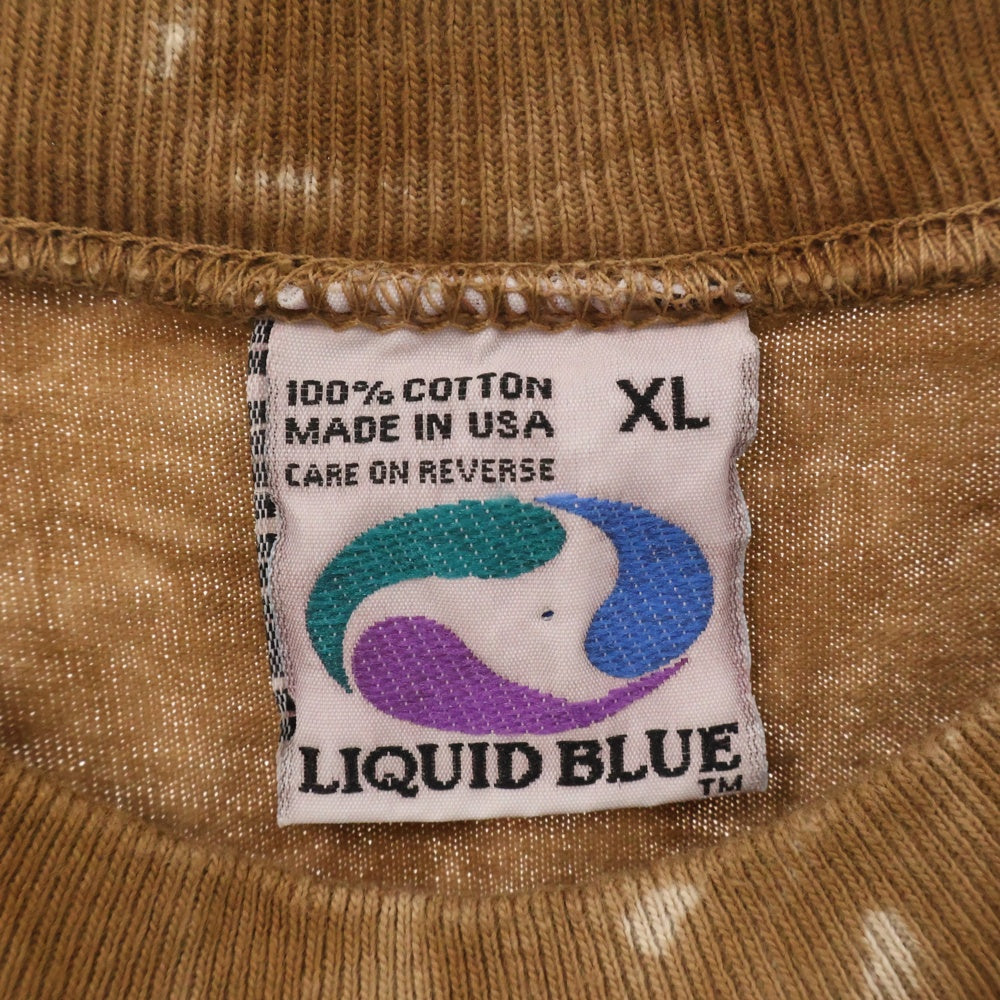 100% COTTON
MADE IN USA
XL
CARE ON REVERSE
LIQUID BLUE
TM